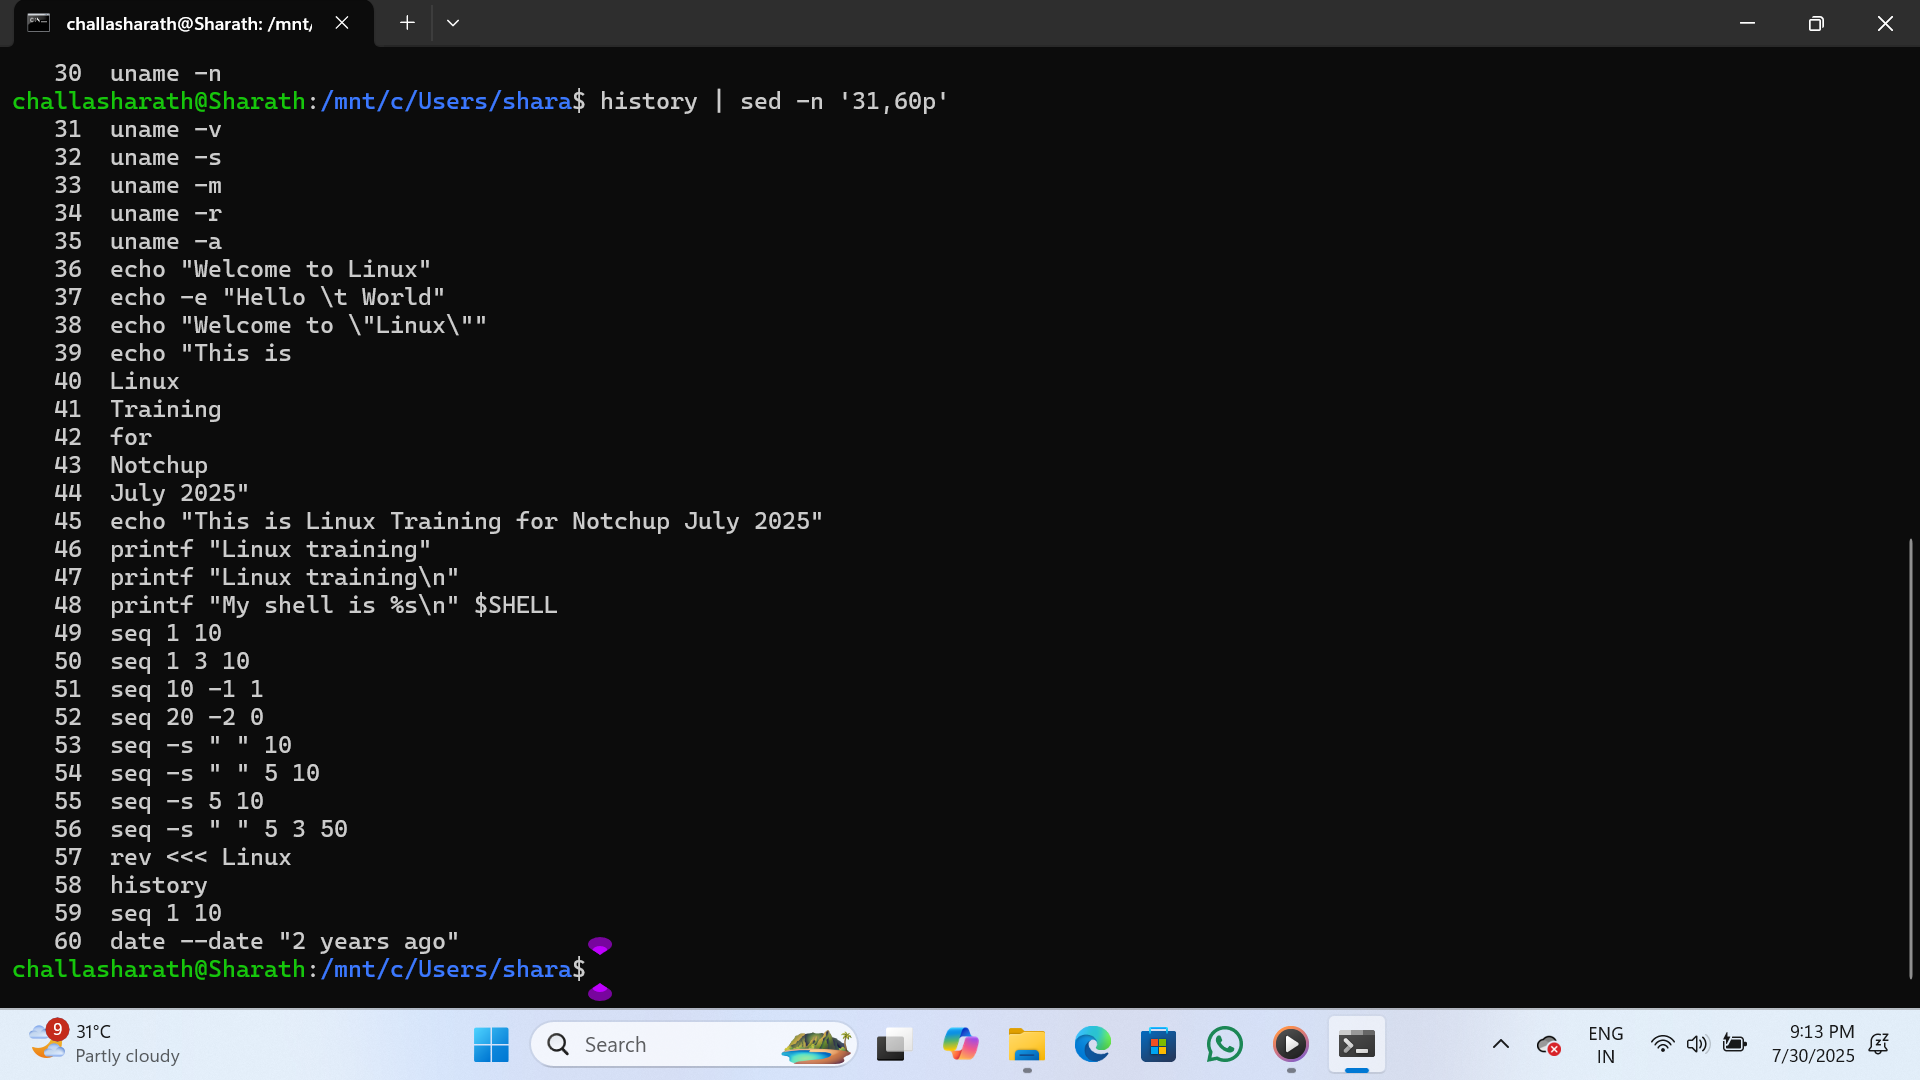 challasharath@Sharath: /mnt/
30 uname -n
challasharath@Sharath:/mnt/c/Users/shara$ history | sed -n '31,60p'
31 uname -v
32 uname -s
33 uname -m
34 uname -r
35 uname -a
36 echo "Welcome to Linux"
37 echo -e "Hello \t World"
38 echo "Welcome to \"Linux\""
39 echo "This is
40 Linux
41 Training
42 for
43 Notchup
44 July 2025"
45 echo "This is Linux Training for Notchup July 2025"
46 printf "Linux training"
47 printf "Linux training\n"
48 printf "My shell is %s\n" $SHELL
49 seq 1 10
50 seq 1 3 10
51 seq 10 -1 1
52 seq 20 -2 0
53 seq -s " " 10
54 seq -s " " 5 10
55 seq -s 5 10
56 seq -s " " 5 3 50
57 rev <<< Linux
58 history
59 seq 1 10
60 date --date "2 years ago"
challasharath@Sharath:/mnt/c/Users/shara$
9
31°C
Partly cloudy
Search
ENG
IN
9:13 PM
7/30/2025